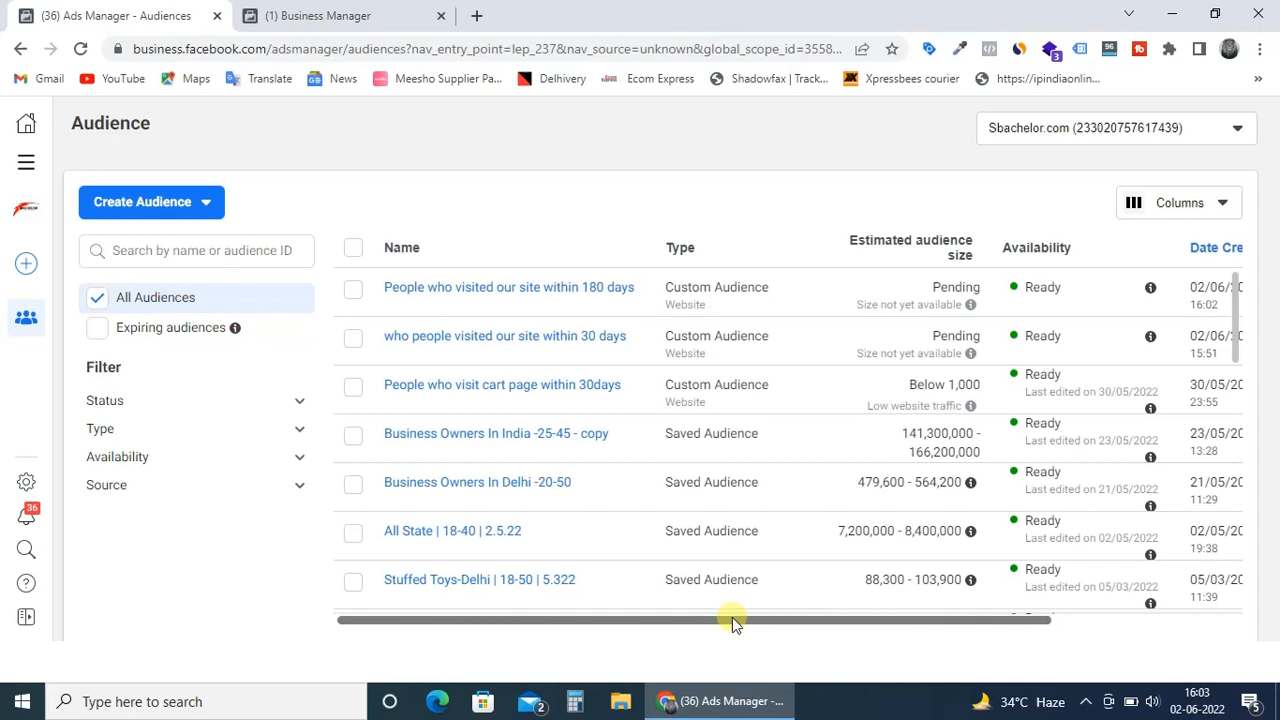 (36) Ads Manager - Audiences
(1) Business Manager
business.facebook.com/adsmanager/audiences?nav_entry_point=lep_237&nav_source=unknown&global_scope_id=3558...
3
96
Gmail
YouTube
Maps
Translate
News
Meesho Supplier Pa...
Delhivery
Ecom Express
Shadowfax | Track...
Xpressbees courier
https://ipindiaonlin...
»
Audience
Sbachelor.com (233020757617439)
Create Audience
Columns
Search by name or audience ID
All Audiences
Expiring audiences
Filter
Status
Type
Availability
Source
36
Name
Type
Estimated audience size
Availability
Date Cre
People who visited our site within 180 days
Custom Audience
Website
Pending
Size not yet available
Ready
02/06/20
16:02
who people visited our site within 30 days
Custom Audience
Website
Pending
Size not yet available
Ready
02/06/20
15:51
People who visit cart page within 30days
Custom Audience
Website
Below 1,000
Low website traffic
Ready
Last edited on 30/05/2022
30/05/20
23:55
Business Owners In India -25-45 - copy
Saved Audience
141,300,000 -
166,200,000
Ready
Last edited on 23/05/2022
23/05/20
13:28
Business Owners In Delhi -20-50
Saved Audience
479,600 - 564,200
Ready
Last edited on 21/05/2022
21/05/20
11:29
All State | 18-40 | 2.5.22
Saved Audience
7,200,000 - 8,400,000
Ready
Last edited on 02/05/2022
02/05/20
19:38
Stuffed Toys-Delhi | 18-50 | 5.322
Saved Audience
88,300 - 103,900
Ready
Last edited on 05/03/2022
05/03/20
11:39
Type here to search
2
(36) Ads Manager -...
34°C Haze
16:03
02-06-2022
5